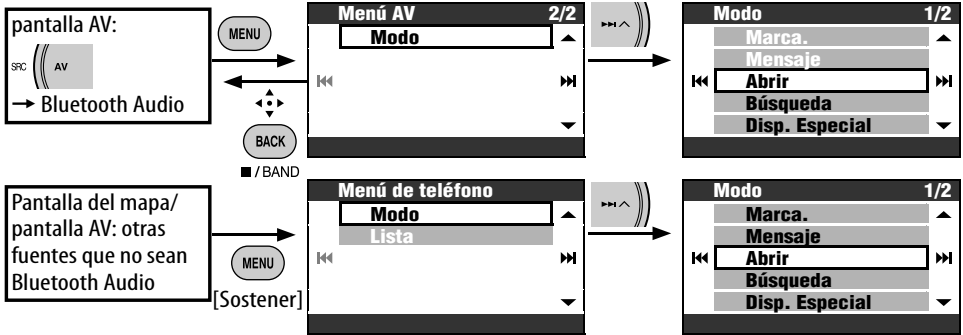 pantalla AV:
SRC
AV
→ Bluetooth Audio
MENU
BACK
■ / BAND
Menú AV 2/2
Modo
Modo 1/2
Marca.
Mensaje
Abrir
Búsqueda
Disp. Especial
Pantalla del mapa/
pantalla AV: otras
fuentes que no sean
Bluetooth Audio
MENU
[Sostener]
Menú de teléfono
Modo
Lista
Modo 1/2
Marca.
Mensaje
Abrir
Búsqueda
Disp. Especial